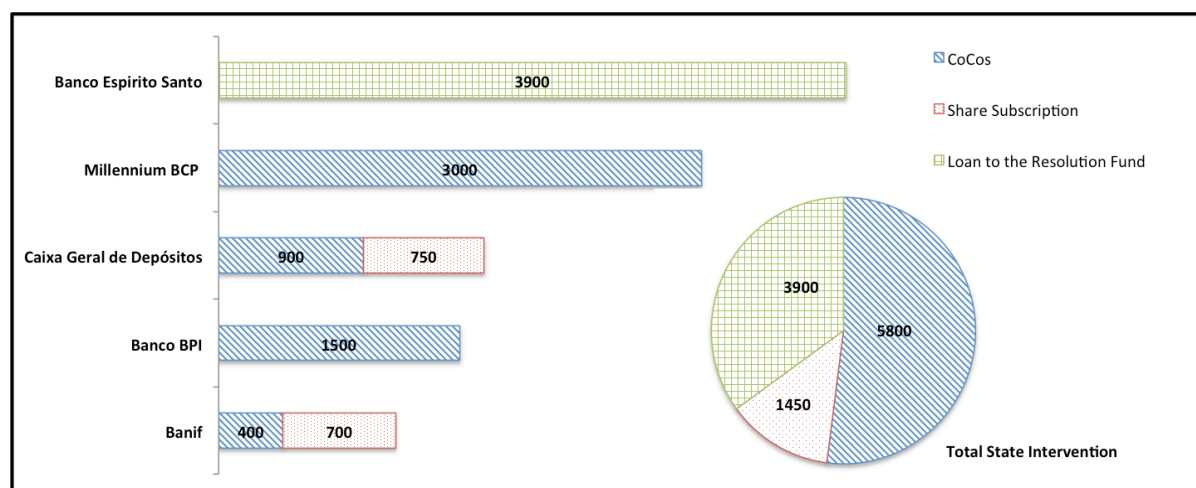 Banco Espirito Santo
3900
Millennium BCP
3000
Caixa Geral de Depósitos
900
750
Banco BPI
1500
Banif
400
700
CoCos
Share Subscription
Loan to the Resolution Fund
3900
5800
1450
Total State Intervention